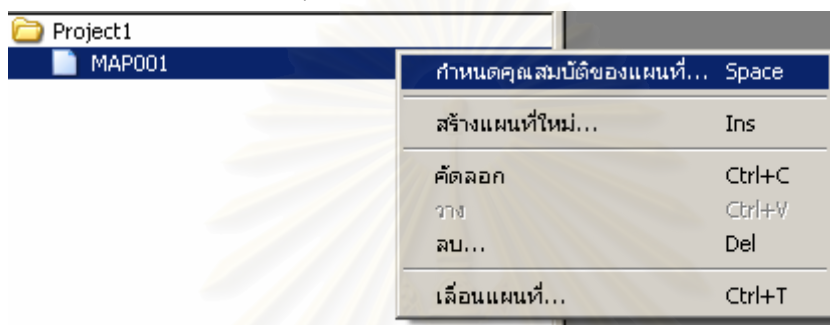 Project1
MAP001
กำหนดคุณสมบัติของแผนที่... Space
สร้างแผนที่ใหม่... Ins
คัดลอก Ctrl+C
วาง Ctrl+V
ลบ... Del
เลื่อนแผนที่... Ctrl+T